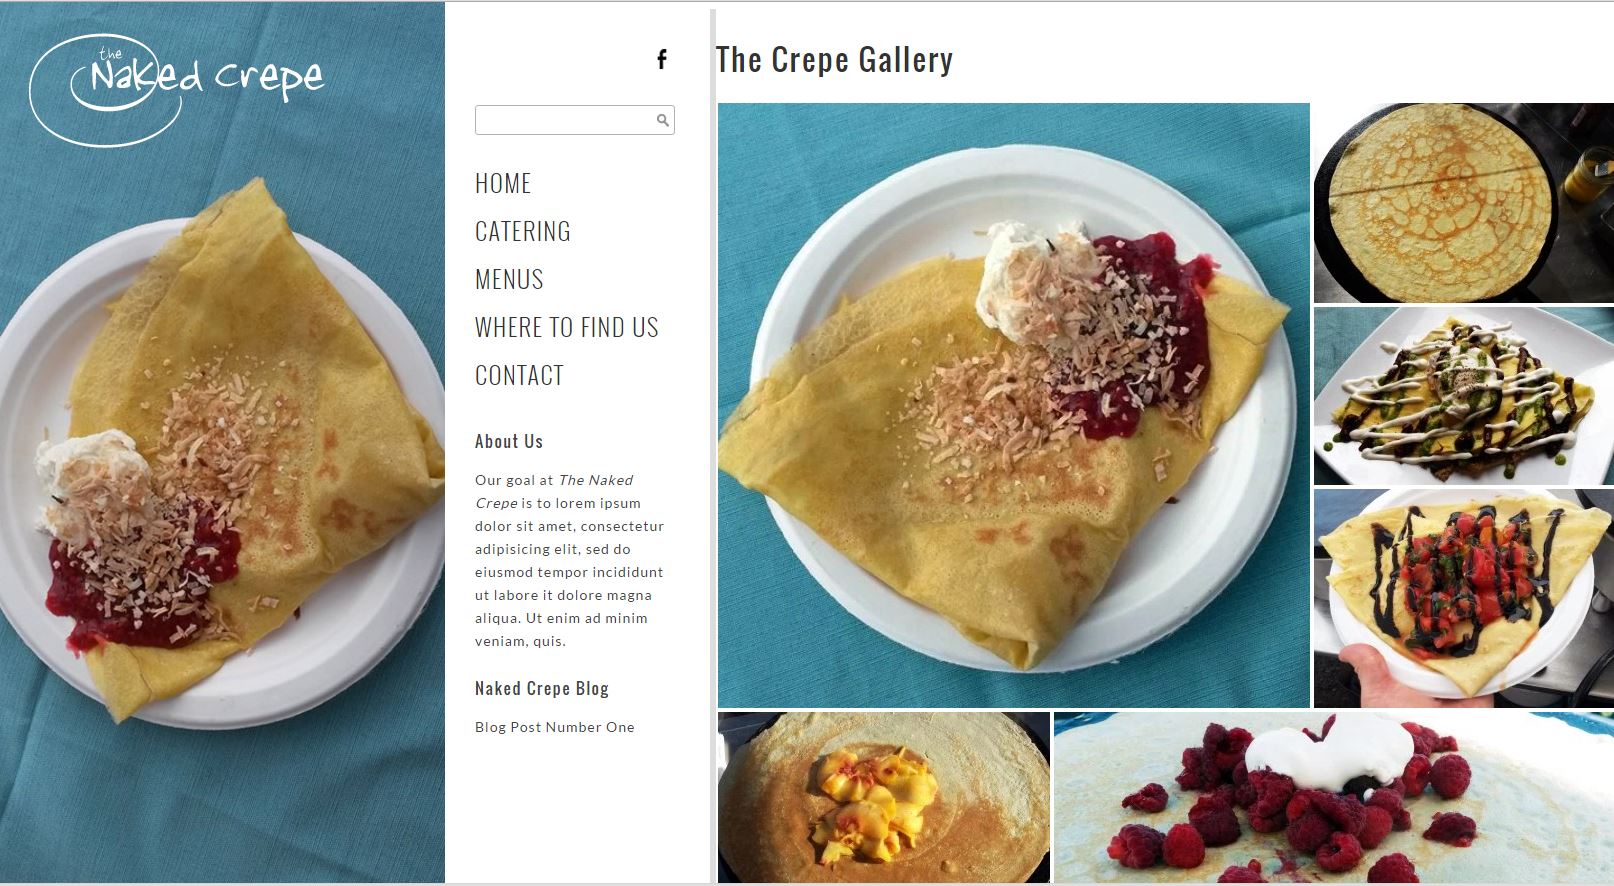 the
Naked Crepe
HOME
CATERING
MENUS
WHERE TO FIND US
CONTACT
About Us
Our goal at The Naked
Crepe is to lorem ipsum
dolor sit amet, consectetur
adipisicing elit, sed do
eiusmod tempor incididunt
ut labore it dolore magna
aliqua. Ut enim ad minim
veniam, quis.
Naked Crepe Blog
Blog Post Number One
The Crepe Gallery